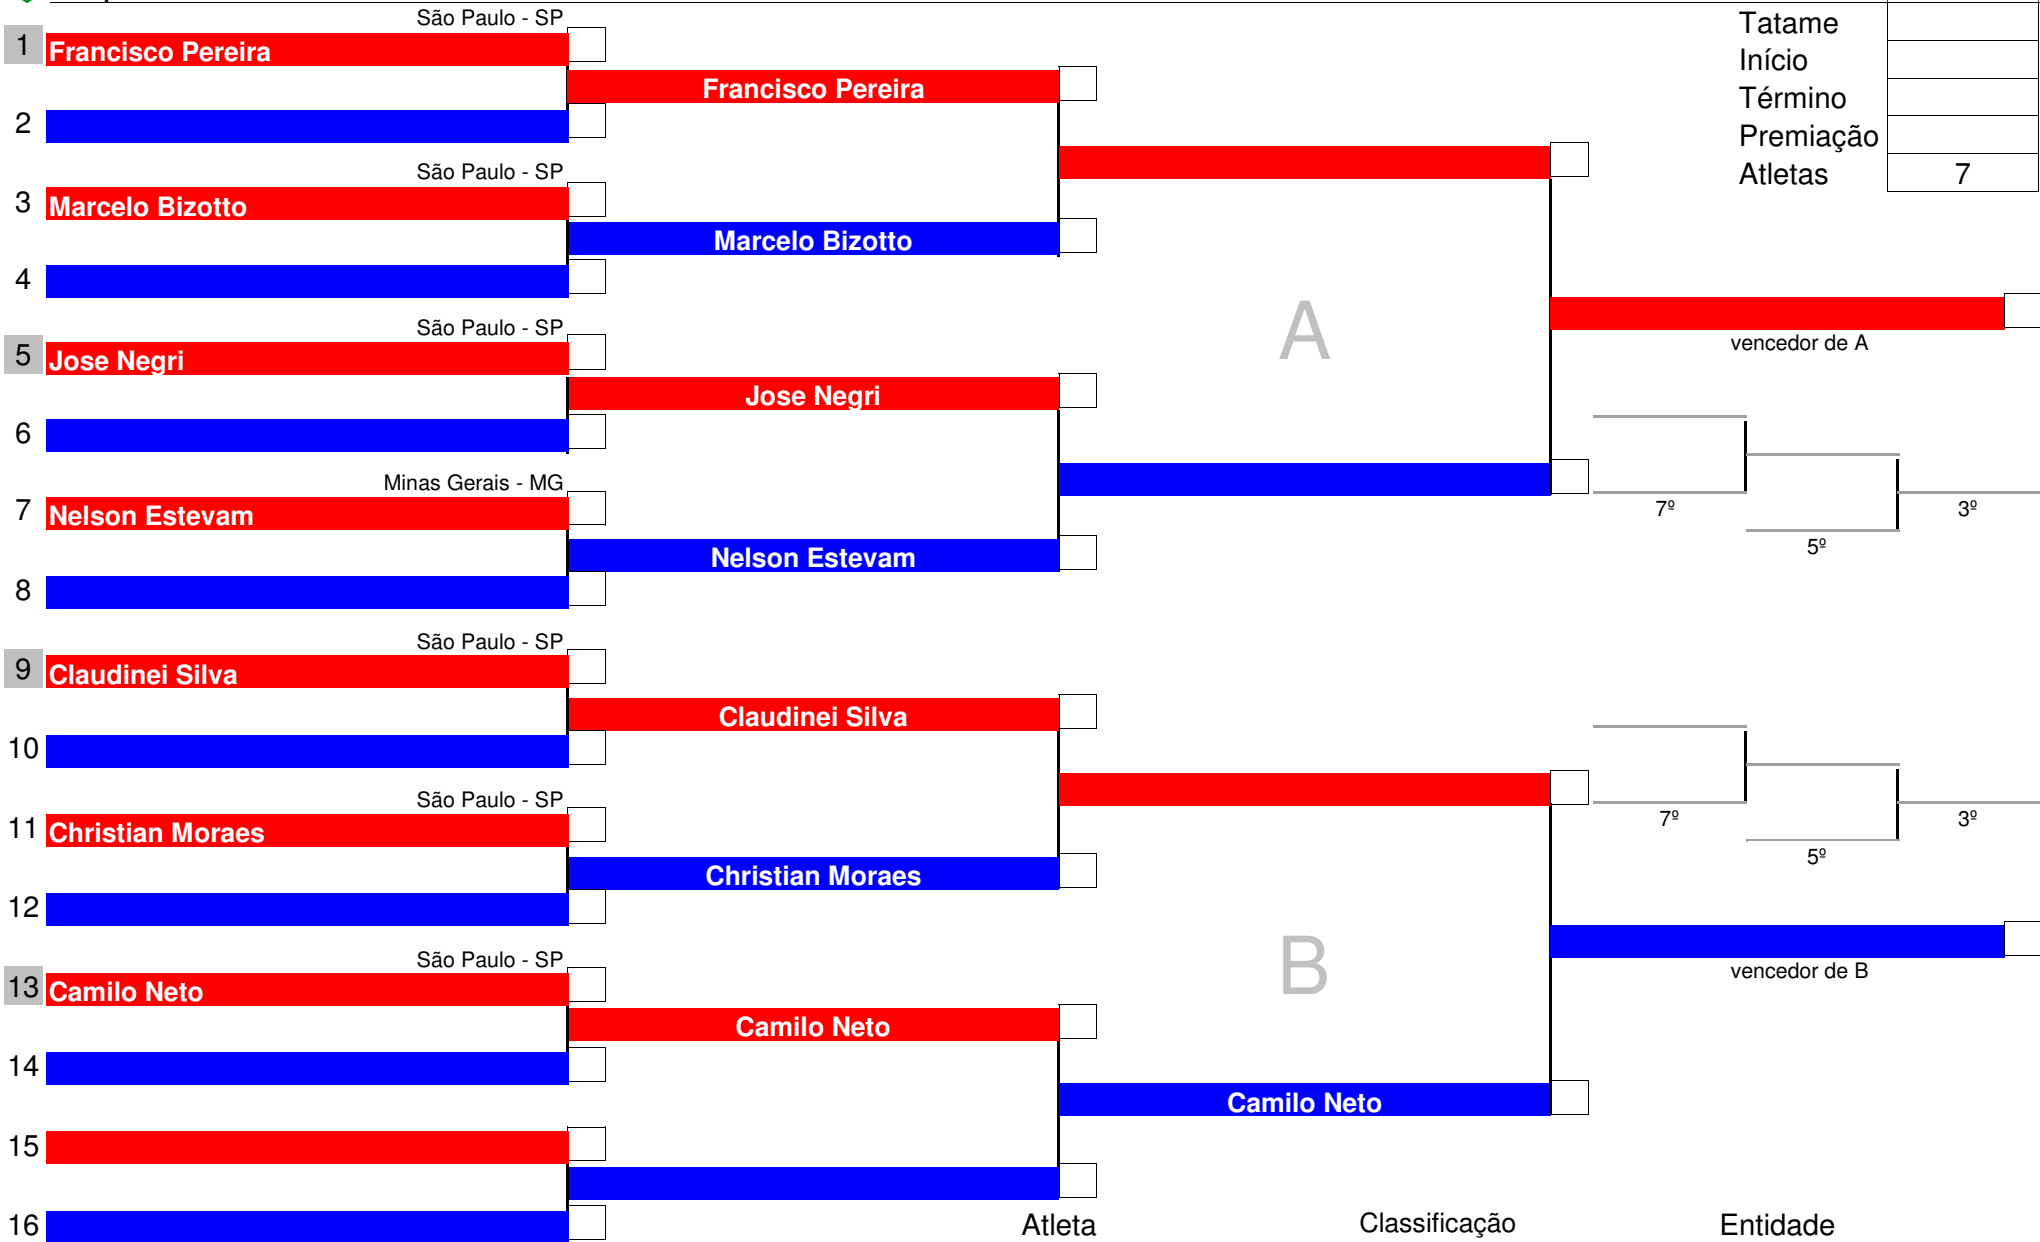 São Paulo - SP
1 Francisco Pereira
Francisco Pereira
2
São Paulo - SP
3 Marcelo Bizotto
Marcelo Bizotto
4
São Paulo - SP
5 Jose Negri
Jose Negri
6
Minas Gerais - MG
7 Nelson Estevam
Nelson Estevam
8
São Paulo - SP
9 Claudinei Silva
Claudinei Silva
10
São Paulo - SP
11 Christian Moraes
Christian Moraes
12
São Paulo - SP
13 Camilo Neto
Camilo Neto
14
Camilo Neto
15
16
A
B
Tatame
Início
Término
Premiação
Atletas 7
vencedor de A
7º
3º
5º
7º
3º
5º
vencedor de B
Atleta Classificação Entidade